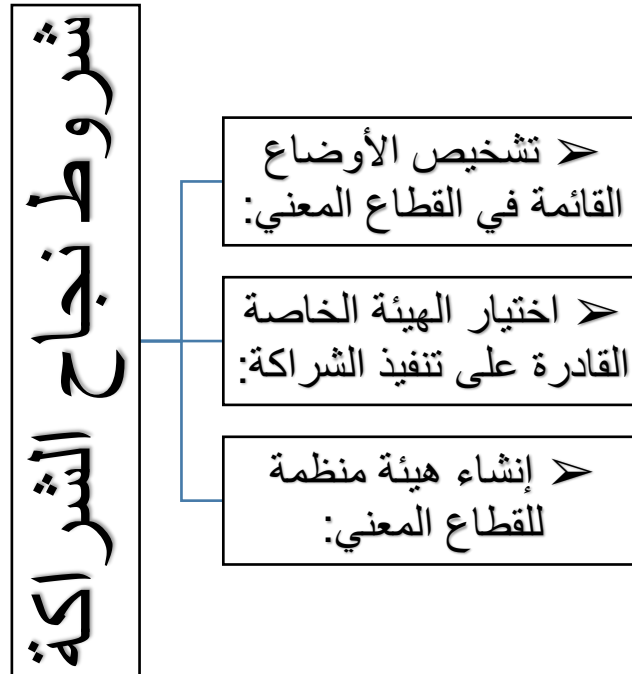 شروط نجاح الشراكة
➢ تشخيص الأوضاع
القائمة في القطاع المعني:
➢ اختيار الهيئة الخاصة
القادرة على تنفيذ الشراكة:
➢ إنشاء هيئة منظمة
للقطاع المعني: